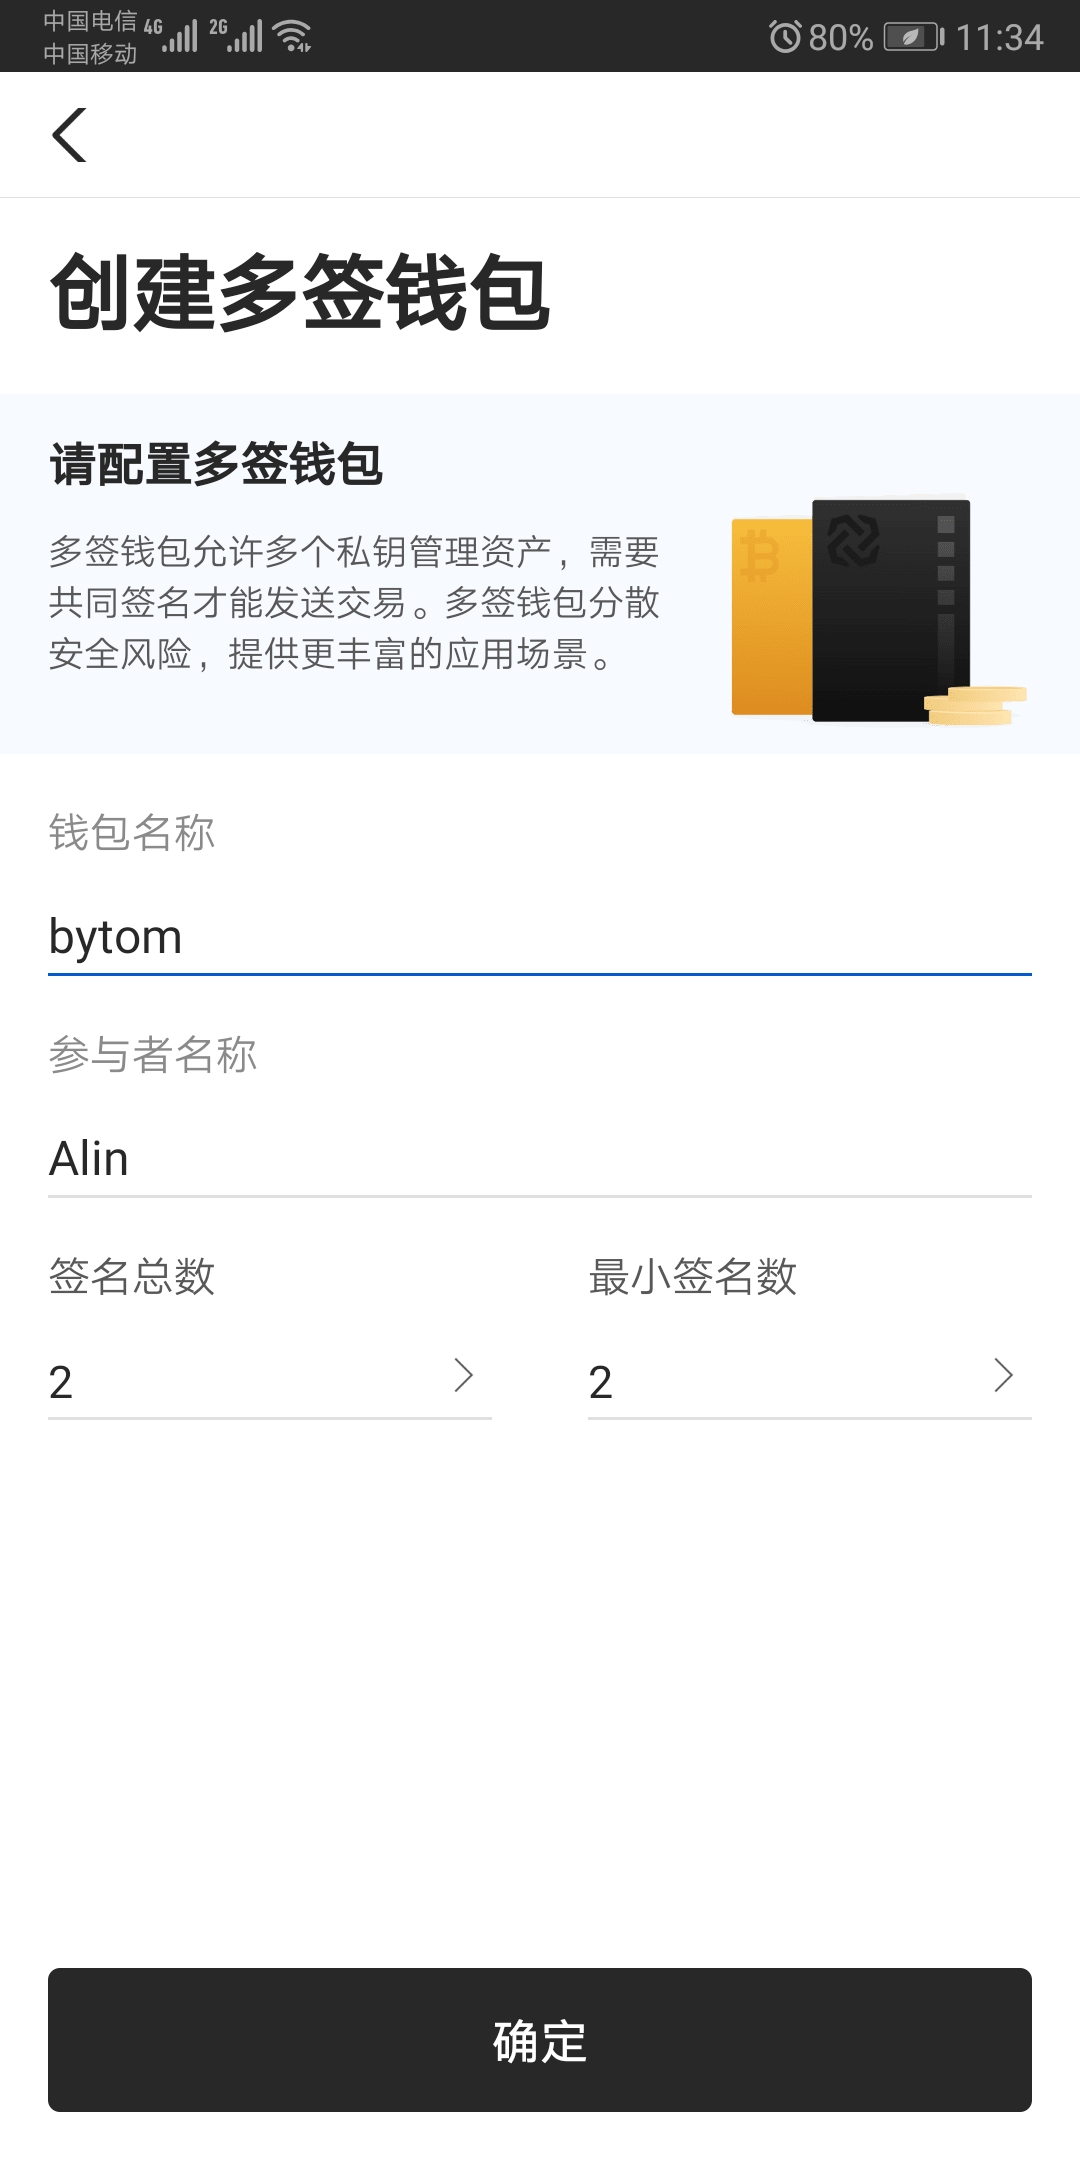 中国电信 4G 2G 80% 11:34
中国移动
创建多签钱包
请配置多签钱包
多签钱包允许多个私钥管理资产，需要
共同签名才能发送交易。多签钱包分散
安全风险，提供更丰富的应用场景。
钱包名称
bytom
参与者名称
Alin
签名总数 最小签名数
2 2
确定